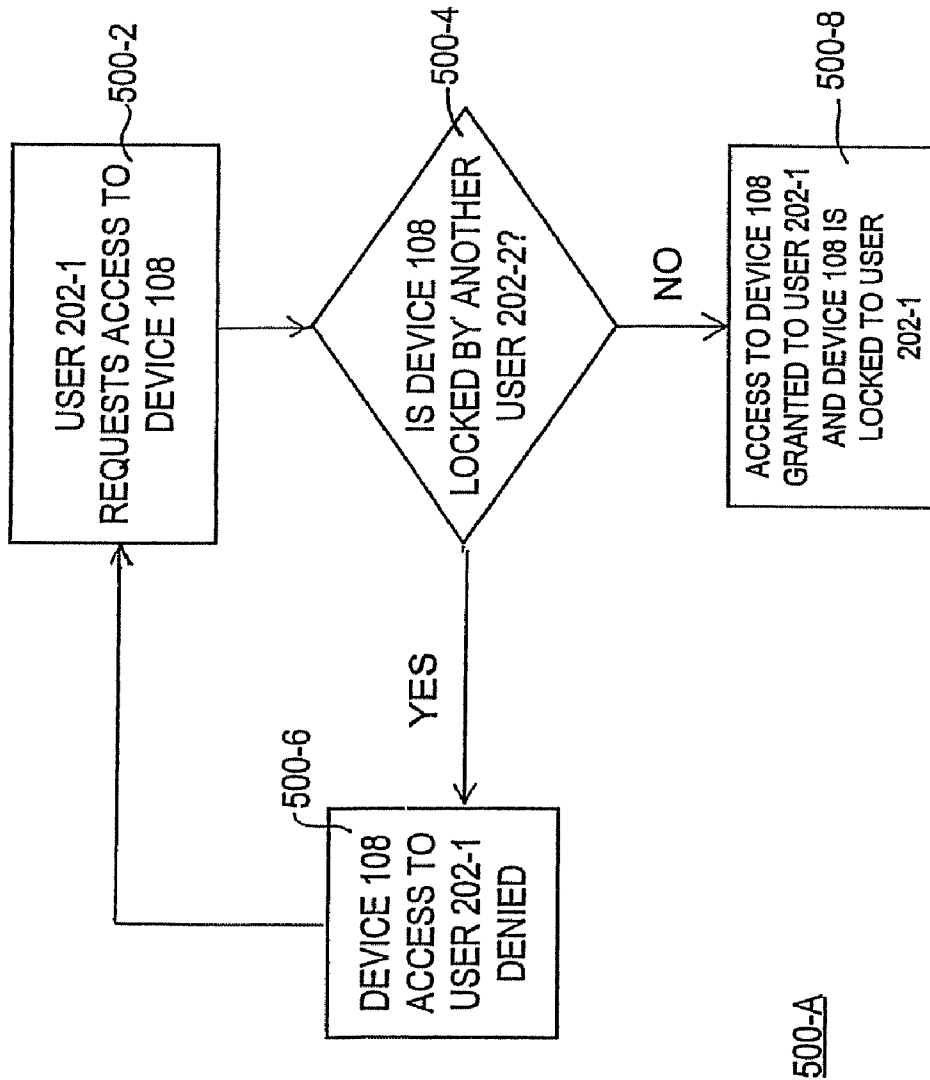 USER 202-1
REQUESTS ACCESS TO
DEVICE 108
500-2
IS DEVICE 108
LOCKED BY ANOTHER
USER 202-2?
500-4
YES
DEVICE 108
ACCESS TO
USER 202-1
DENIED
500-6
NO
ACCESS TO DEVICE 108
GRANTED TO USER 202-1
AND DEVICE 108 IS
LOCKED TO USER
202-1
500-8
500-A